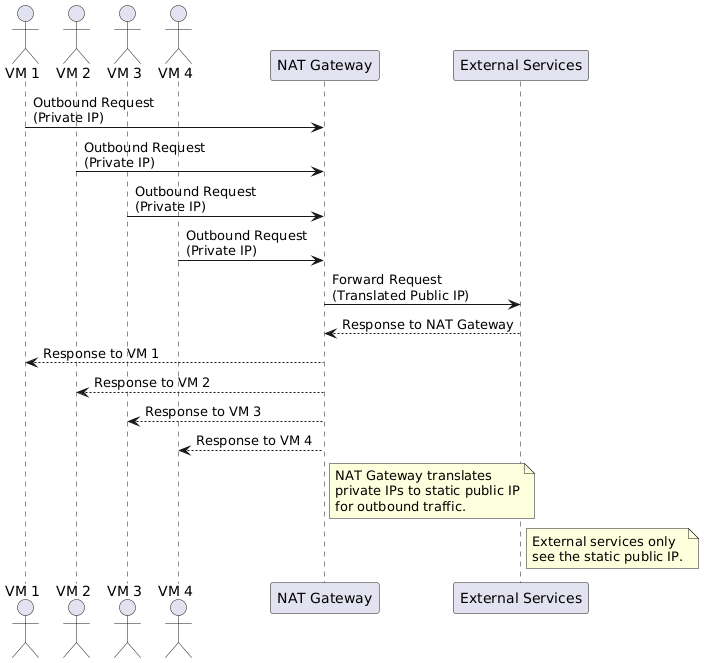 VM 1
VM 2
VM 3
VM 4
NAT Gateway
External Services
Outbound Request
(Private IP)
Outbound Request
(Private IP)
Outbound Request
(Private IP)
Outbound Request
(Private IP)
Forward Request
(Translated Public IP)
Response to NAT Gateway
Response to VM 1
Response to VM 2
Response to VM 3
Response to VM 4
NAT Gateway translates
private IPs to static public IP
for outbound traffic.
External services only
see the static public IP.
VM 1
VM 2
VM 3
VM 4
NAT Gateway
External Services